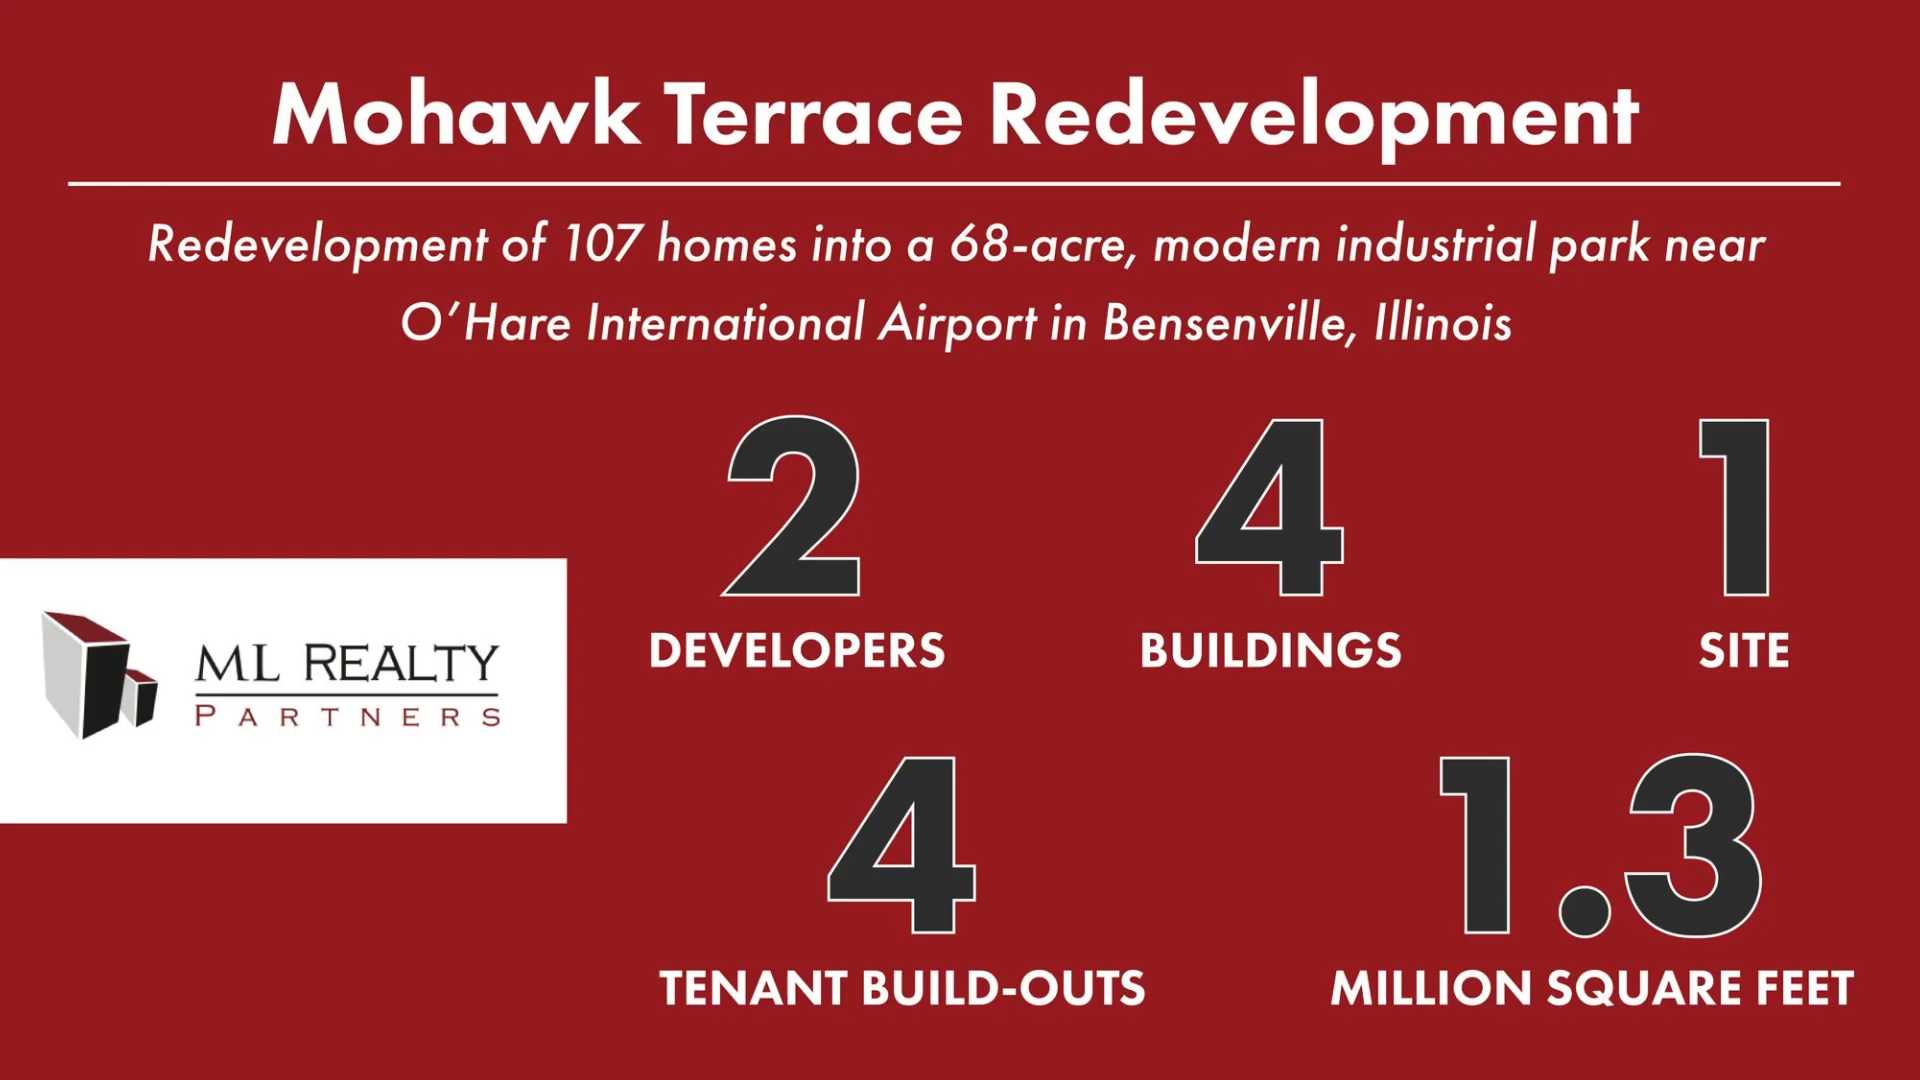 Mohawk Terrace Redevelopment
Redevelopment of 107 homes into a 68-acre, modern industrial park near
O’Hare International Airport in Bensenville, Illinois
2
DEVELOPERS
4
BUILDINGS
1
SITE
ML REALTY
PARTNERS
4
TENANT BUILD-OUTS
1.3
MILLION SQUARE FEET